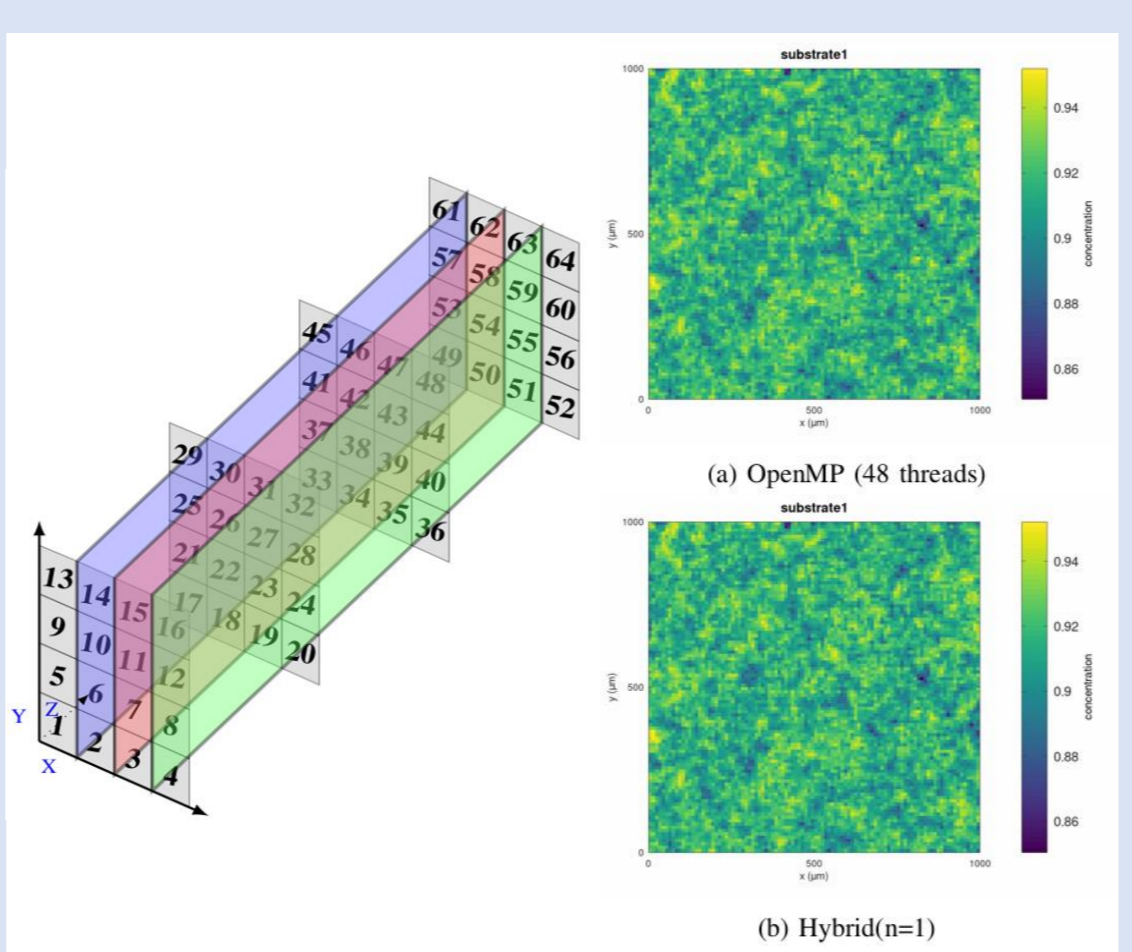 61 62 63 64
57 58 59 60
53 54 55 56
49 50 51 52
45 46 47 48
41 42 43 44
37 38 39 40
33 34 35 36
29 30 31 32
25 26 27 28
21 22 23 24
17 18 19 20
13 14 15 16
9 10 11 12
5 6 7 8
1 2 3 4
Y
Z
X
substrate1
1000
500
0
y (µm)
0 500 1000
x (µm)
0.94
0.92
0.9
0.88
0.86
concentration
(a) OpenMP (48 threads)
substrate1
1000
500
0
y (µm)
0 500 1000
x (µm)
0.94
0.92
0.9
0.88
0.86
concentration
(b) Hybrid(n=1)